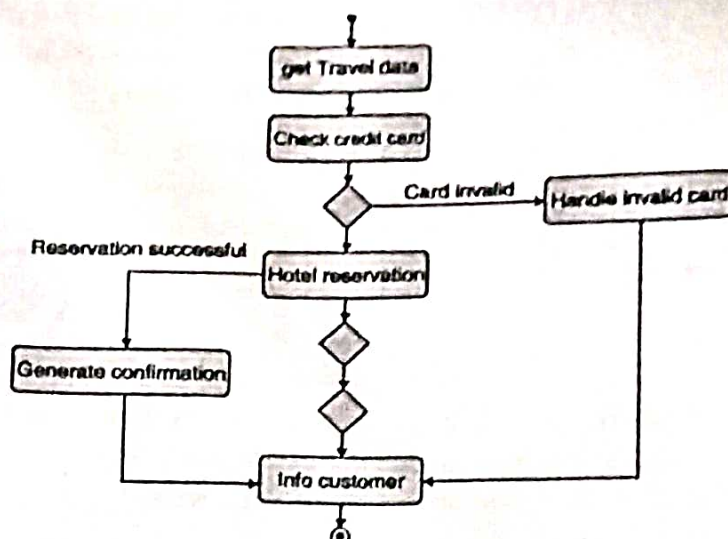 get Travel data
Check credit card
Card invalid
Handle invalid card
Reservation successful
Hotel reservation
Generate confirmation
Info customer